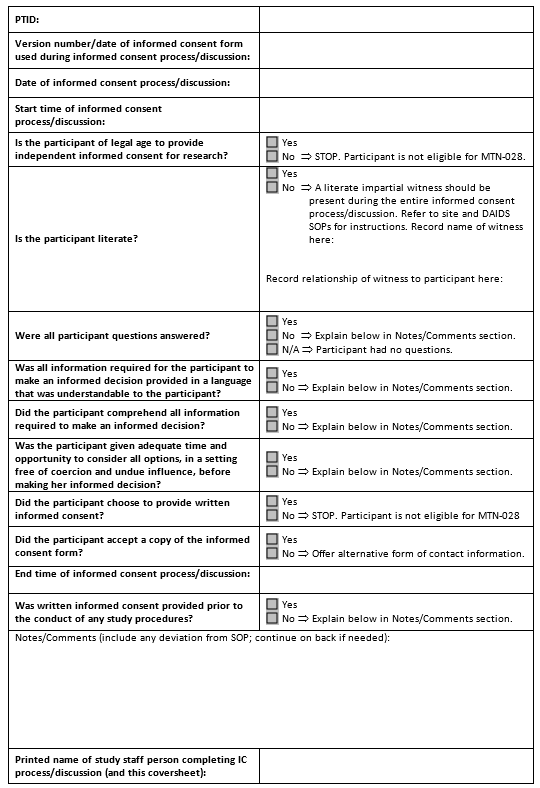 PTID:
Version number/date of informed consent form
used during informed consent process/discussion:
Date of informed consent process/discussion:
Start time of informed consent
process/discussion:
Is the participant of legal age to provide
independent informed consent for research?
Yes
No ⇒ STOP. Participant is not eligible for MTN-028.
Is the participant literate?
Yes
No ⇒ A literate impartial witness should be
present during the entire informed consent
process/discussion. Refer to site and DAIDS
SOPs for instructions. Record name of witness
here:
Record relationship of witness to participant here:
Were all participant questions answered?
Yes
No ⇒ Explain below in Notes/Comments section.
N/A ⇒ Participant had no questions.
Was all information required for the participant to
make an informed decision provided in a language
that was understandable to the participant?
Yes
No ⇒ Explain below in Notes/Comments section.
Did the participant comprehend all information
required to make an informed decision?
Yes
No ⇒ Explain below in Notes/Comments section.
Was the participant given adequate time and
opportunity to consider all options, in a setting
free of coercion and undue influence, before
making her informed decision?
Yes
No ⇒ Explain below in Notes/Comments section.
Did the participant choose to provide written
informed consent?
Yes
No ⇒ STOP. Participant is not eligible for MTN-028
Did the participant accept a copy of the informed
consent form?
Yes
No ⇒ Offer alternative form of contact information.
End time of informed consent process/discussion:
Was written informed consent provided prior to
the conduct of any study procedures?
Yes
No ⇒ Explain below in Notes/Comments section.
Notes/Comments (include any deviation from SOP; continue on back if needed):
Printed name of study staff person completing IC
process/discussion (and this coversheet):